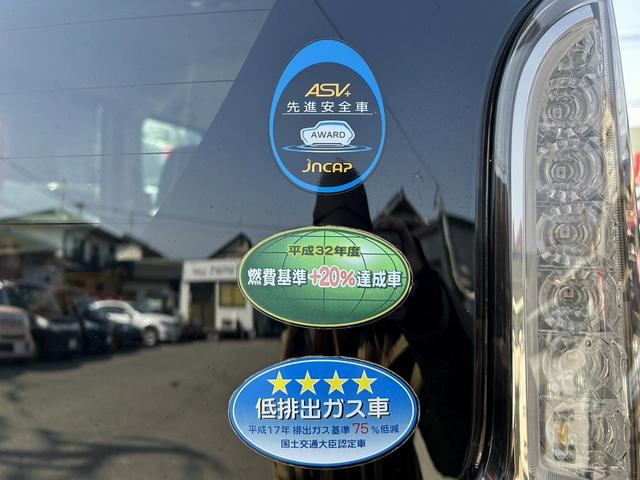 ASV+
先進安全車
AWARD
JNCAP
平成32年度
燃費基準+20%達成車
★★★★
低排出ガス車
平成17年 排出ガス基準 75%低減
国土交通大臣認定車